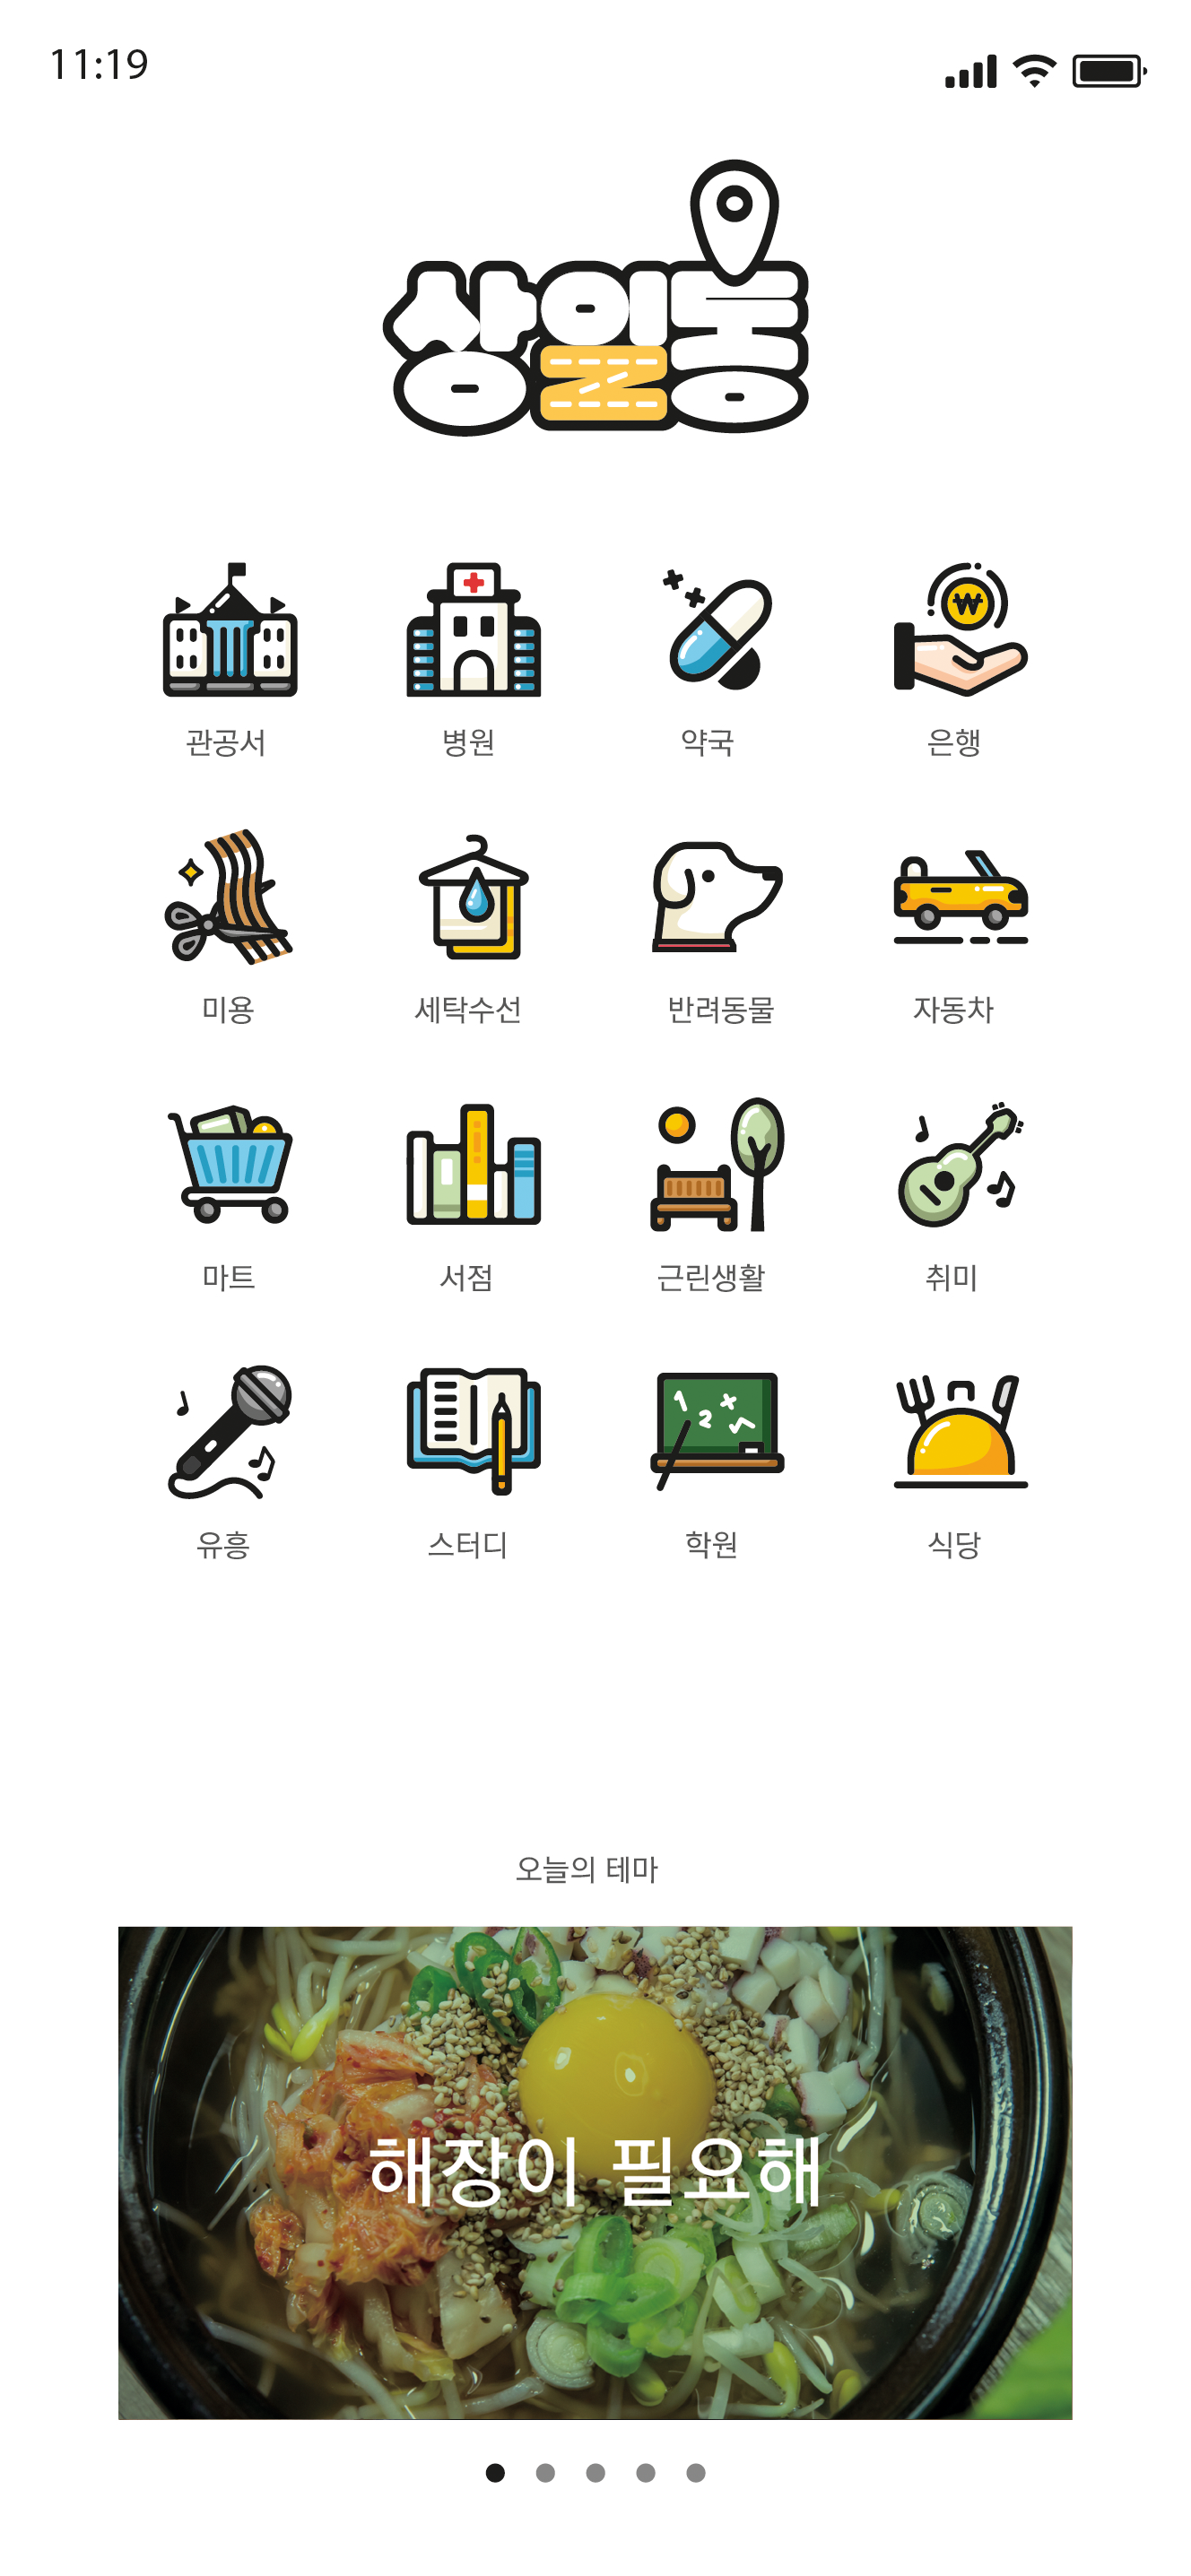 11:19
상일동
관공서 병원 약국 은행
미용 세탁수선 반려동물 자동차
마트 서점 근린생활 취미
유흥 스터디 학원 식당
오늘의 테마
해장이 필요해